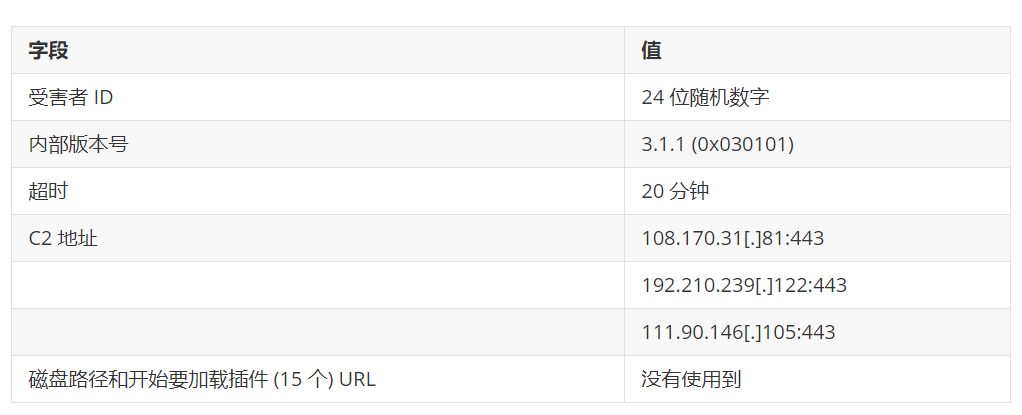 字段 值
受害者 ID 24 位随机数字
内部版本号 3.1.1 (0x030101)
超时 20 分钟
C2 地址 108.170.31[.]81:443
192.210.239[.]122:443
111.90.146[.]105:443
磁盘路径和开始要加载插件 (15 个) URL 没有使用到